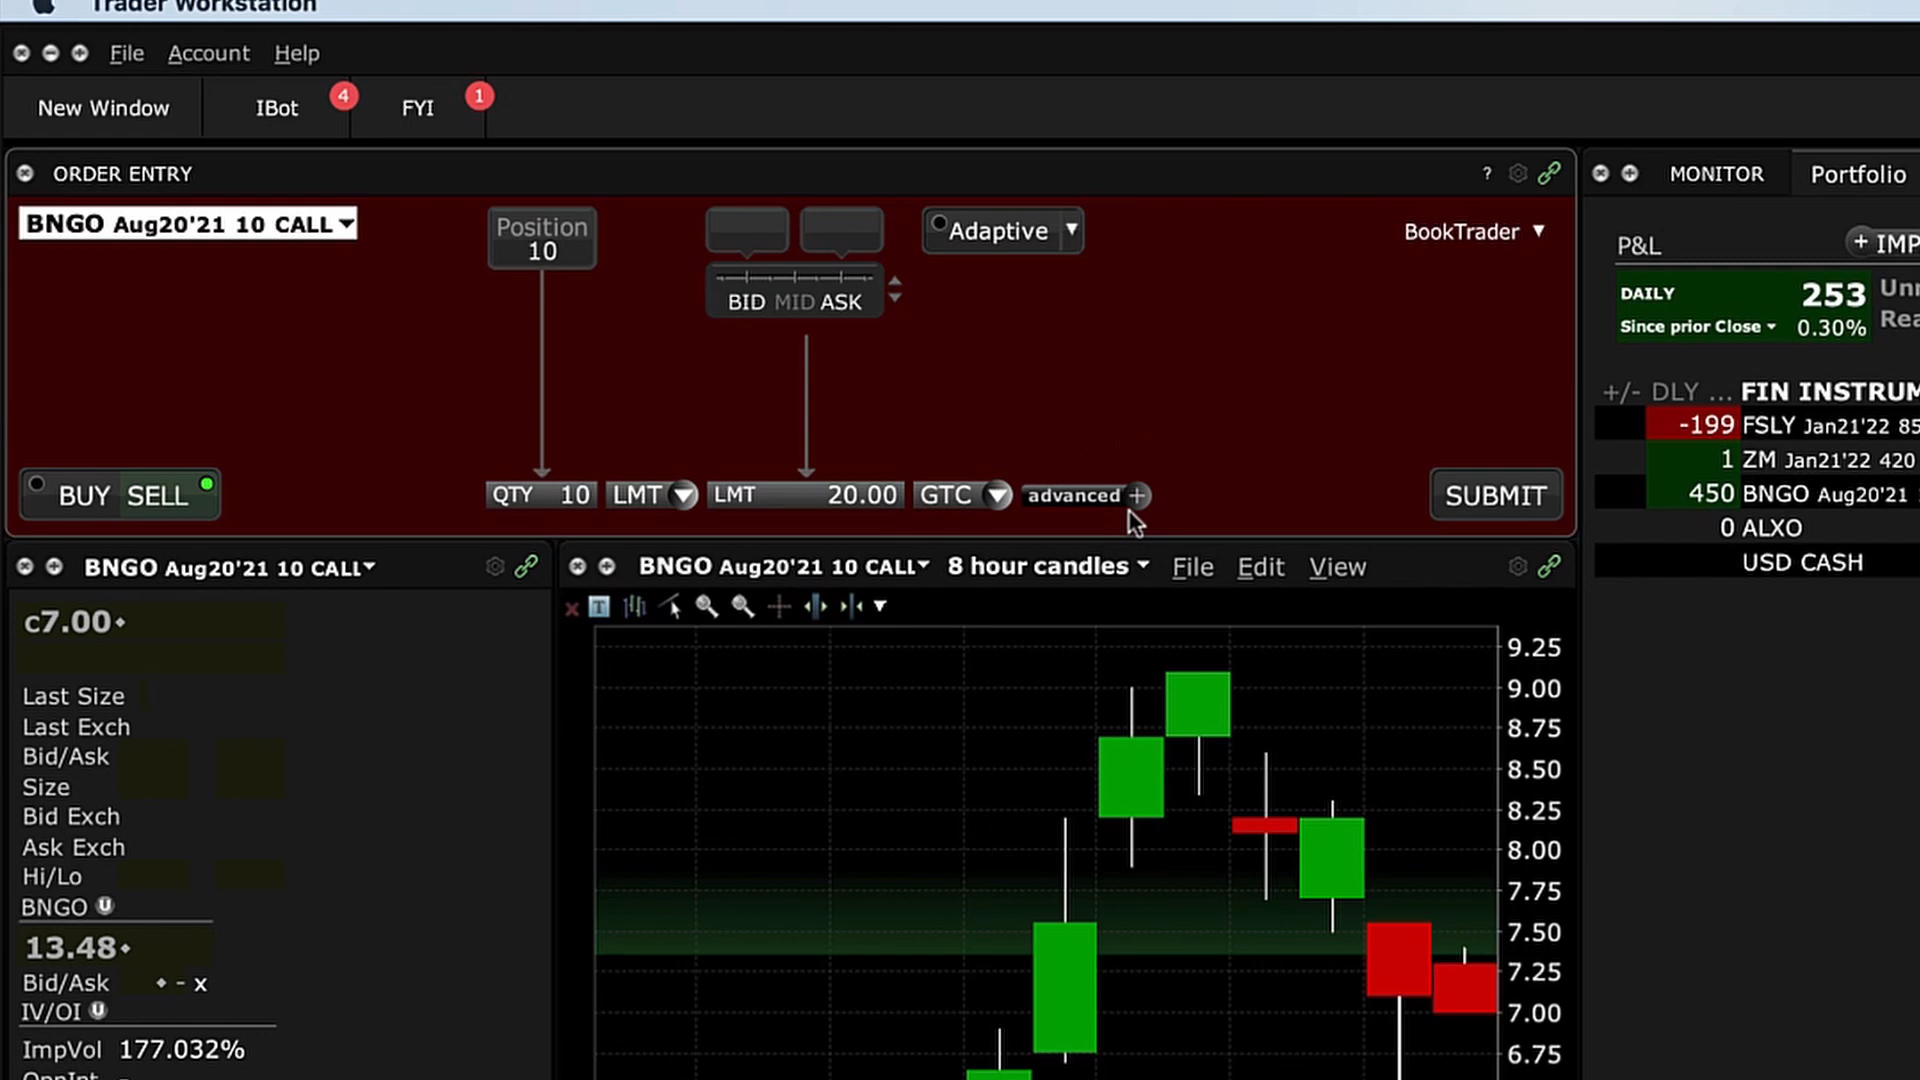 Trader Workstation
File Account Help
New Window IBot 4 FYI 1
ORDER ENTRY ?
MONITOR Portfolio
BNGO Aug20'21 10 CALL
Position
10
Adaptive
BookTrader
BID MID ASK
BUY SELL
QTY 10 LMT LMT 20.00 GTC advanced +
SUBMIT
P&L
+ IMP
DAILY 253
Since prior Close 0.30%
Unr
Rea
+/- DLY ... FIN INSTRUM
-199 FSLY Jan21'22 85
1 ZM Jan21'22 420
450 BNGO Aug20'21
0 ALXO
USD CASH
BNGO Aug20'21 10 CALL
c7.00
Last Size
Last Exch
Bid/Ask
Size
Bid Exch
Ask Exch
Hi/Lo
BNGO U
13.48
Bid/Ask - x
IV/OI U
ImpVol 177.032%
BNGO Aug20'21 10 CALL 8 hour candles File Edit View
T
9.25
9.00
8.75
8.50
8.25
8.00
7.75
7.50
7.25
7.00
6.75